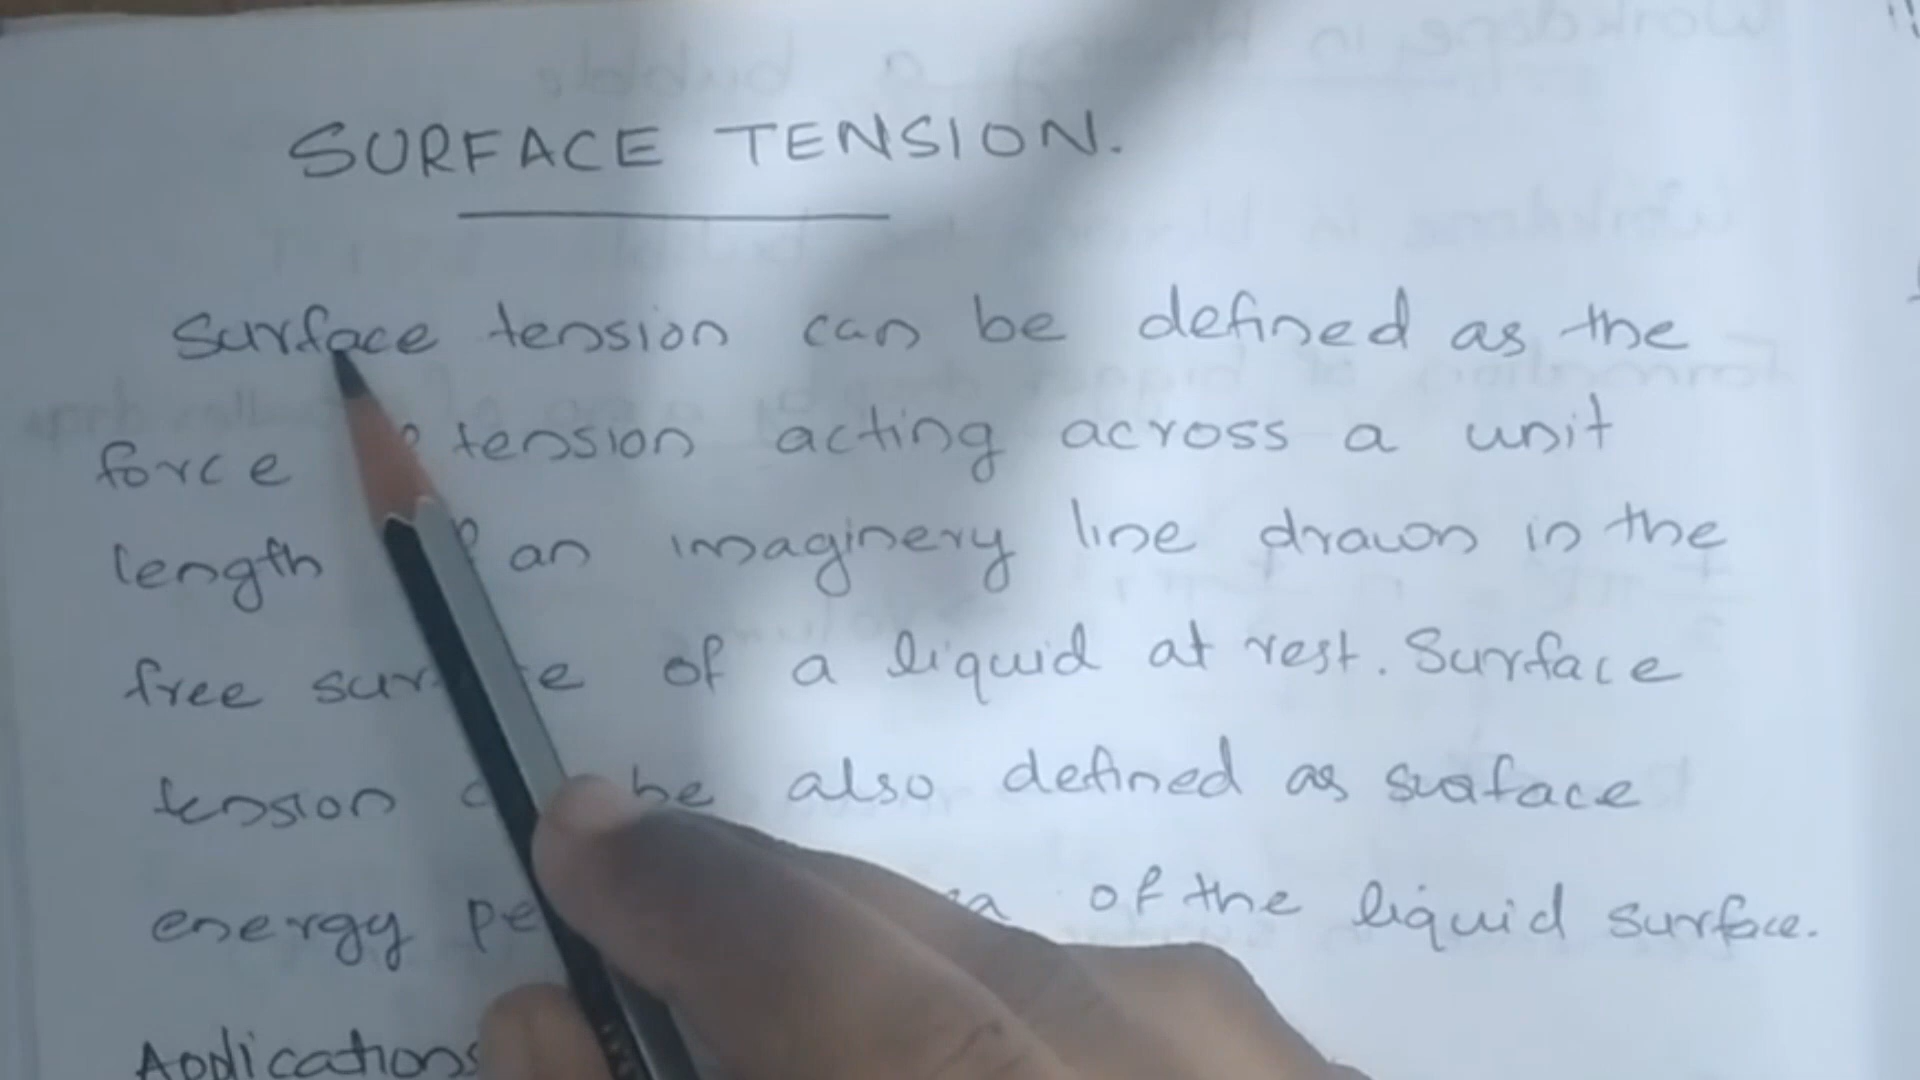 SURFACE TENSION.
Surface tension can be defined as the
force tension acting across a unit
length an imaginery line drawn in the
free of a liquid at rest. Surface
tension be also defined as surface
energy of the liquid surface.
Applications